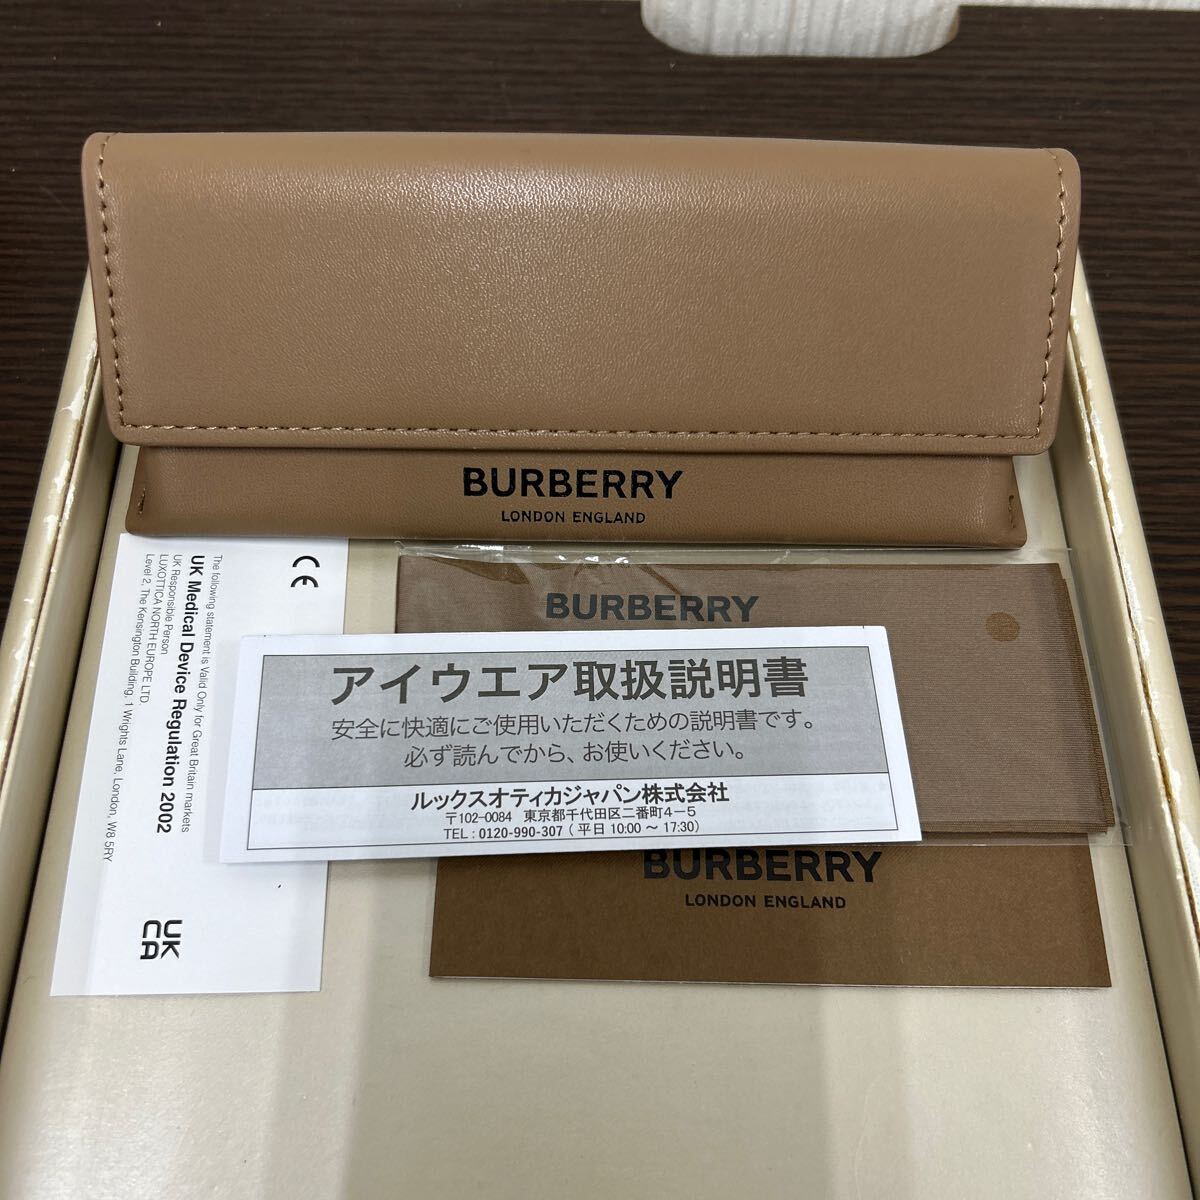 BURBERRY
LONDON ENGLAND
CE
The following statement is Valid Only for Great Britain markets
UK Medical Device Regulation 2002
UK Responsible Person
LUXOTTICA NORTH EUROPE LTD.
Level 2, The Kensington Building, 1 Wrights Lane, London, W8 5RY
UK
CA
BURBERRY
アイウエア取扱説明書
安全に快適にご使用いただくための説明書です。
必ず読んでから、お使いください。
ルックスオティカジャパン株式会社
〒102-0084 東京都千代田区二番町4-5
TEL : 0120-990-307 ( 平日 10:00 ~ 17:30)
BURBERRY
LONDON ENGLAND